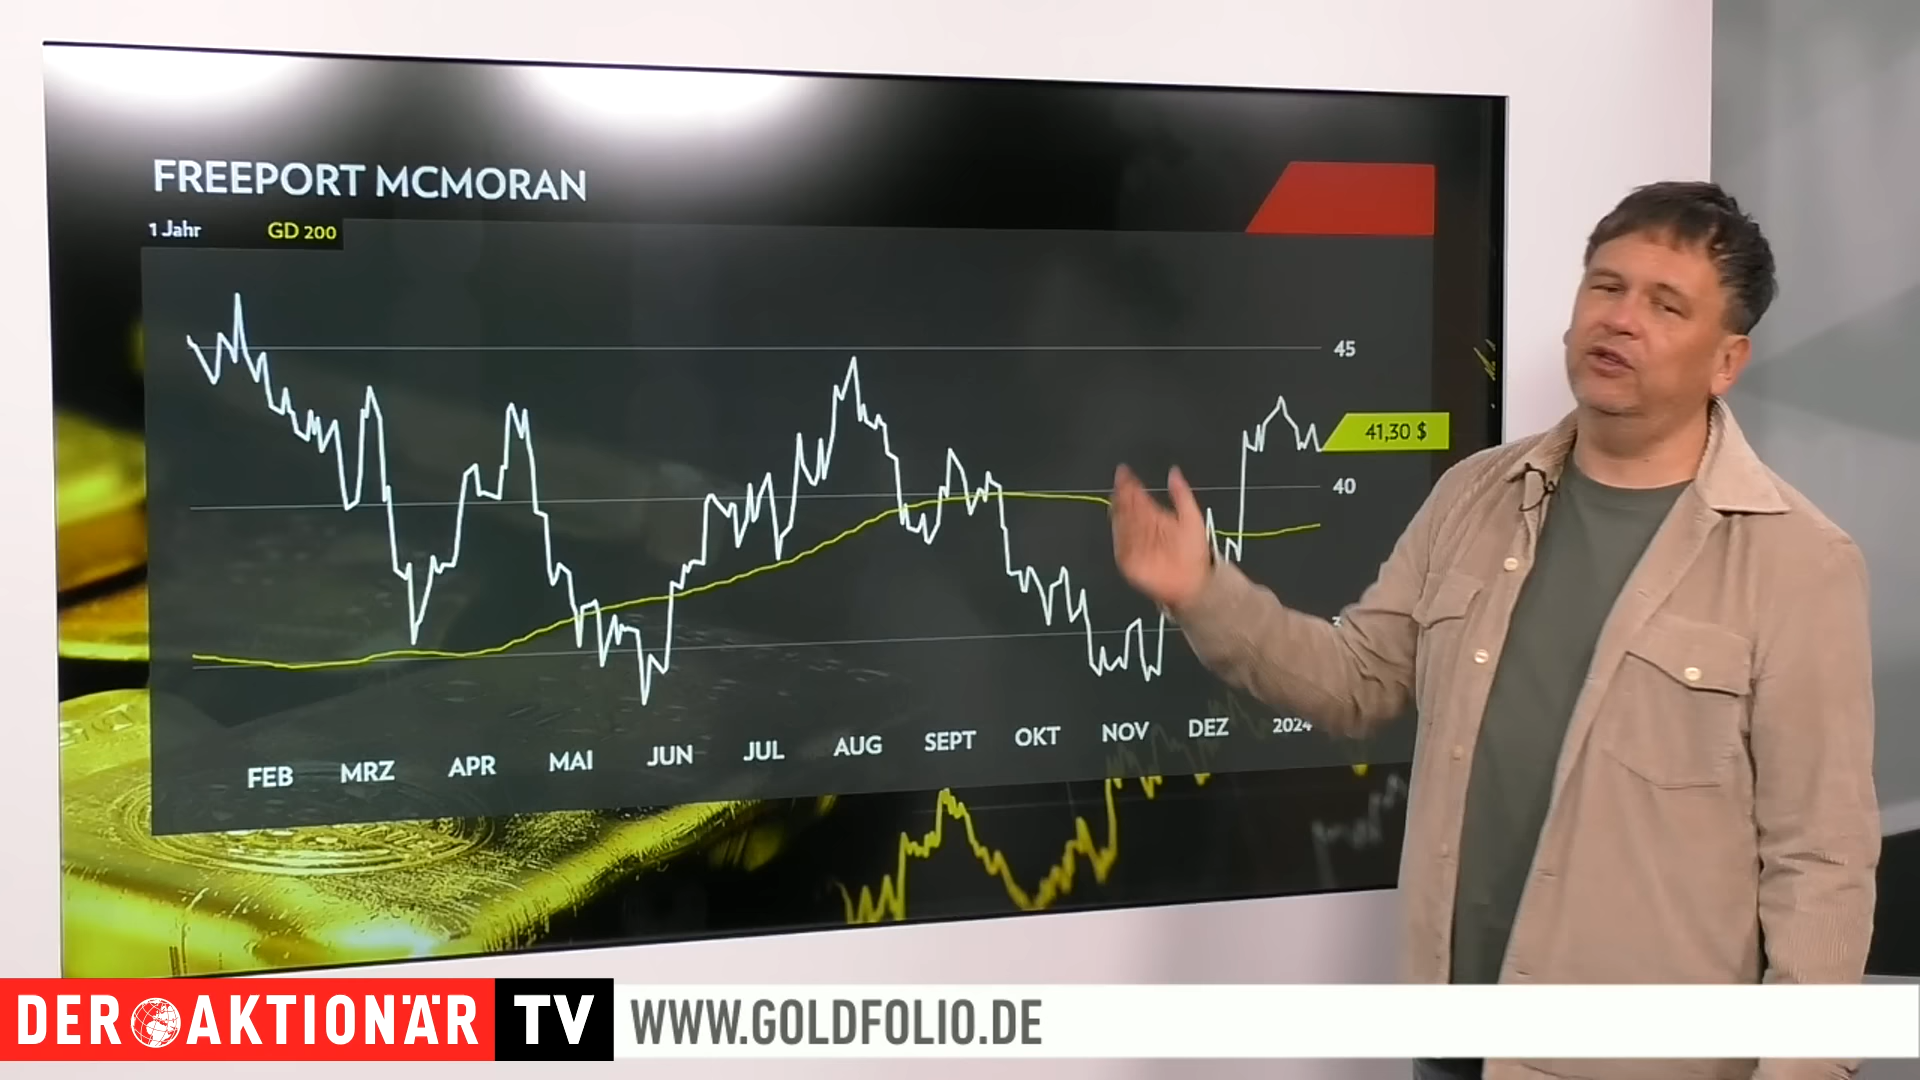 FREEPORT MCMORAN
1 Jahr GD 200
45
41,30 $
40
FEB MRZ APR MAI JUN JUL AUG SEPT OKT NOV DEZ 2024
DER AKTIONÄR TV WWW.GOLDFOLIO.DE